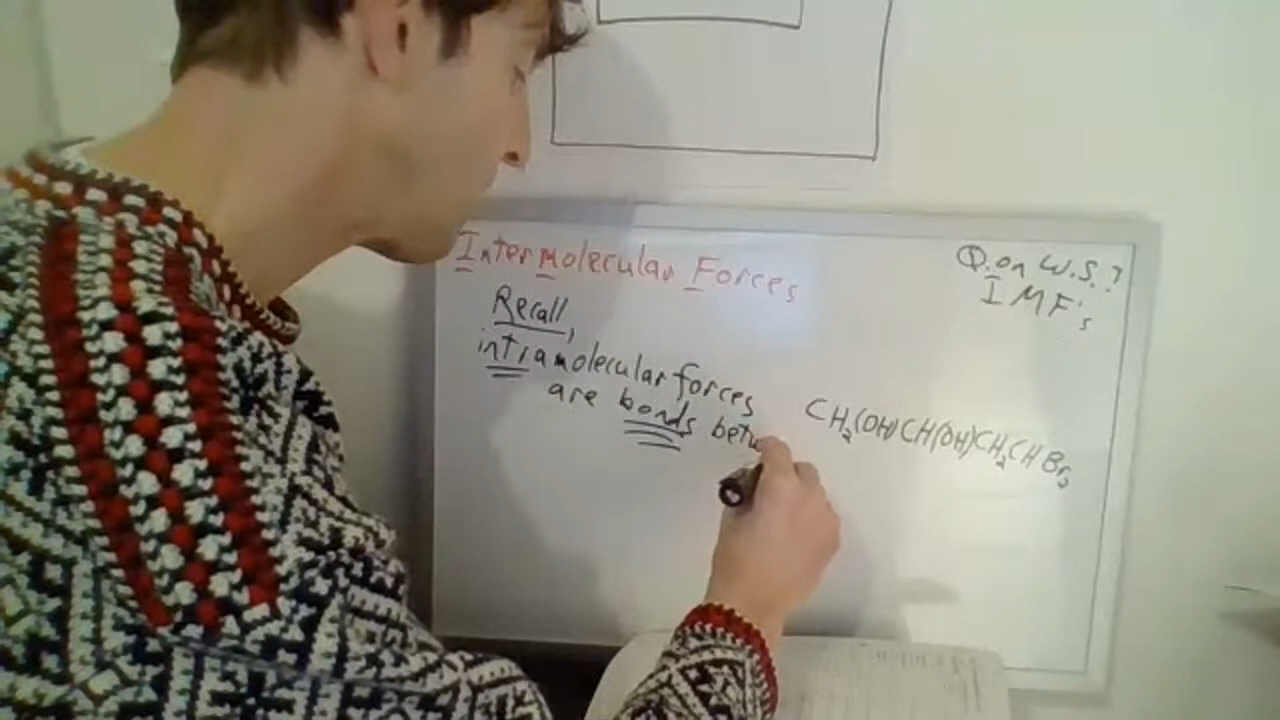 Intermolecular Forces
Q. on W.S.?
IMF's
Recall,
intramolecular forces
are bonds betw
CH2(OH)CH(OH)CH2CHBr2